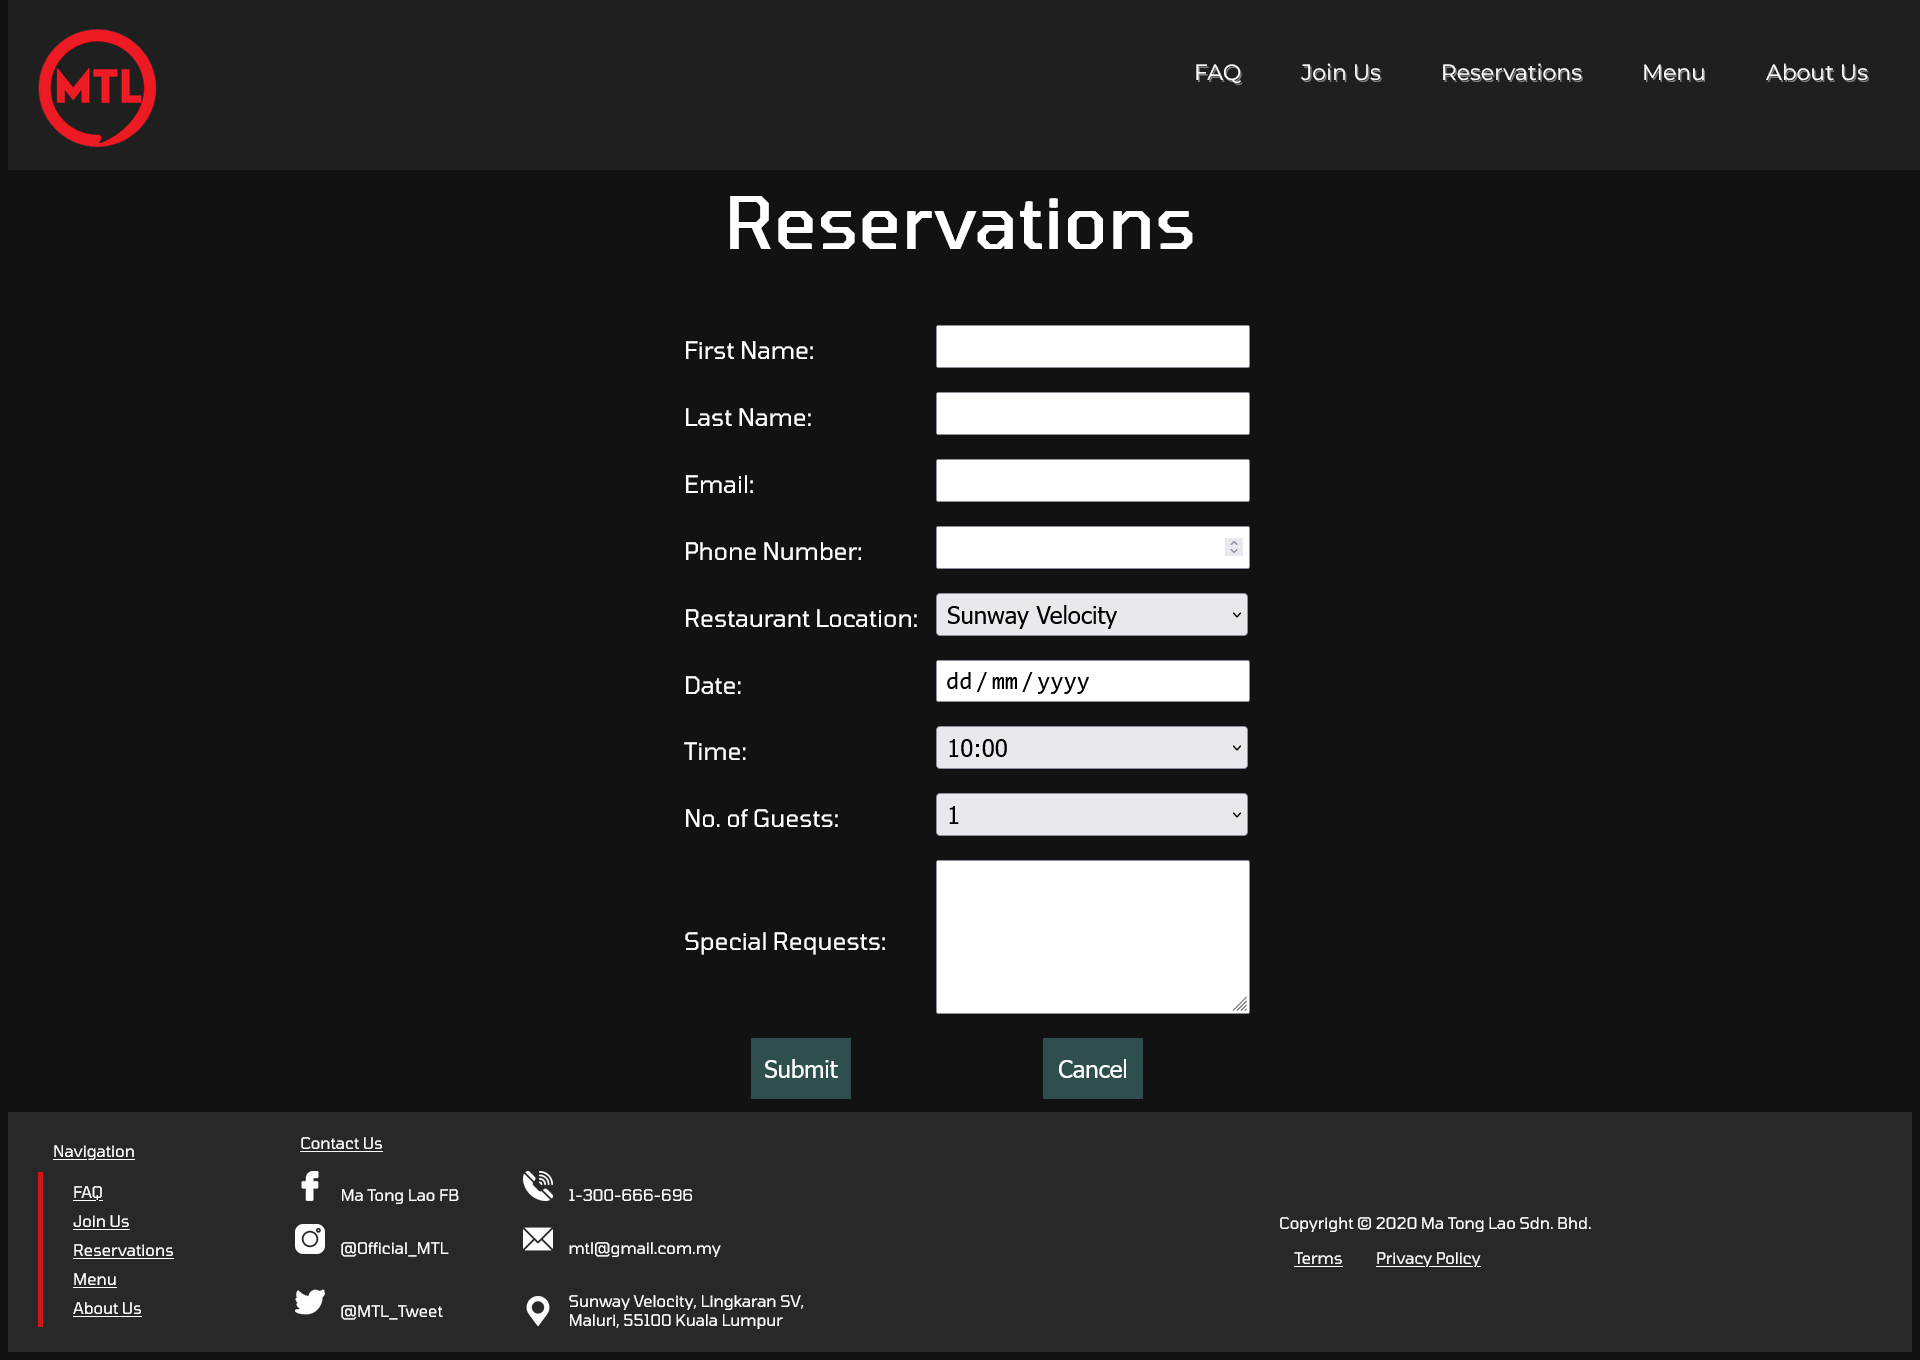 MTL
FAQ
Join Us
Reservations
Menu
About Us
Reservations
First Name:
Last Name:
Email:
Phone Number:
Restaurant Location:
Sunway Velocity
Date:
dd/mm/yyyy
Time:
10:00
No. of Guests:
1
Special Requests:
Submit
Cancel
Navigation
FAQ
Join Us
Reservations
Menu
About Us
Contact Us
Ma Tong Lao FB
@Official_MTL
@MTL_Tweet
1-300-666-696
mtl@gmail.com.my
Sunway Velocity, Lingkaran SV,
Maluri, 55100 Kuala Lumpur
Copyright © 2020 Ma Tong Lao Sdn. Bhd.
Terms
Privacy Policy